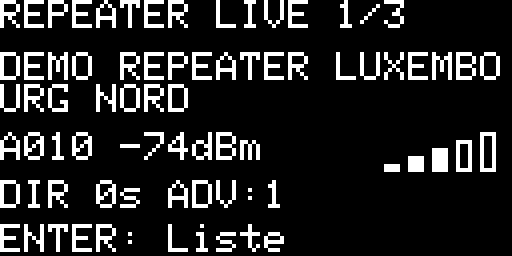 REPEATER LIVE 1/3
DEMO REPEATER LUXEMBO
URG NORD
A010 -74dBm
DIR 0s ADV:1
ENTER: Liste